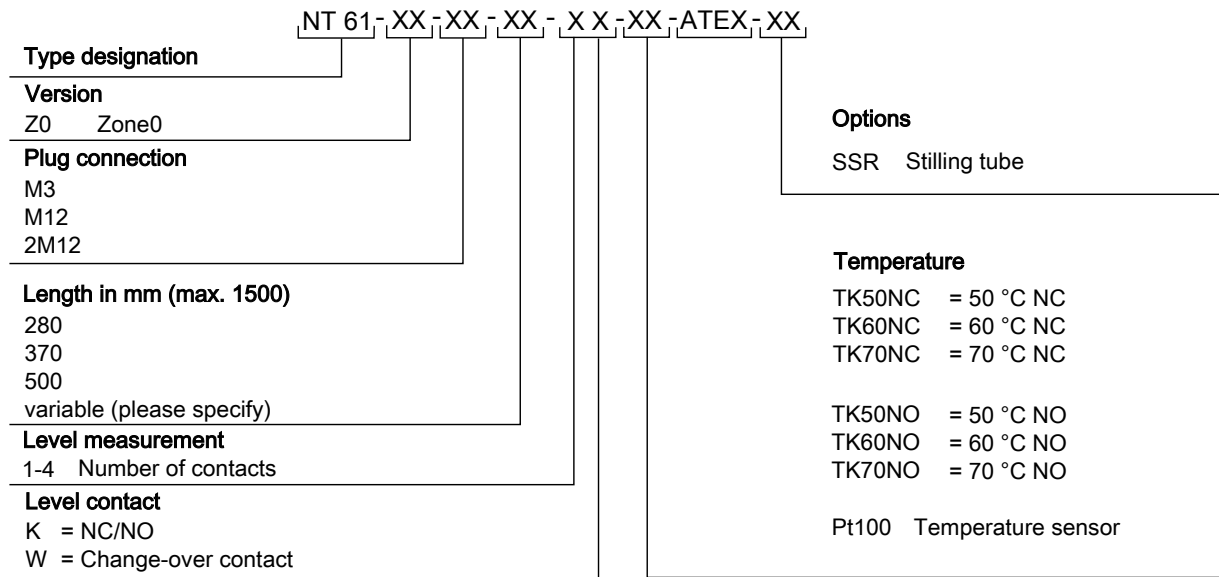 NT 61-XX-XX-XX- X X-XX-ATEX-XX
Type designation
Version
Z0 Zone0
Plug connection
M3
M12
2M12
Length in mm (max. 1500)
280
370
500
variable (please specify)
Level measurement
1-4 Number of contacts
Level contact
K = NC/NO
W = Change-over contact
Options
SSR Stilling tube
Temperature
TK50NC = 50 °C NC
TK60NC = 60 °C NC
TK70NC = 70 °C NC
TK50NO = 50 °C NO
TK60NO = 60 °C NO
TK70NO = 70 °C NO
Pt100 Temperature sensor